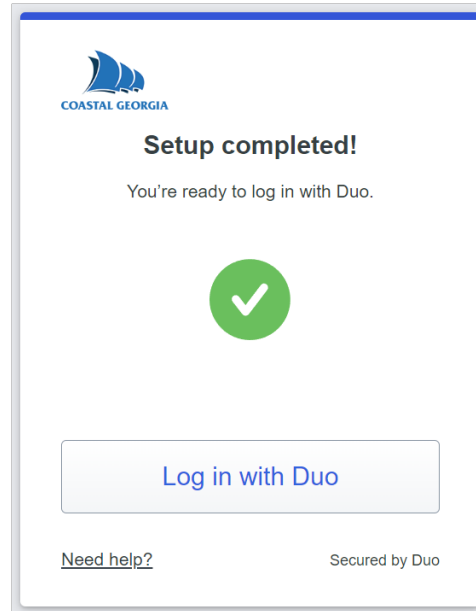 COASTAL GEORGIA
Setup completed!
You’re ready to log in with Duo.
Log in with Duo
Need help?
Secured by Duo